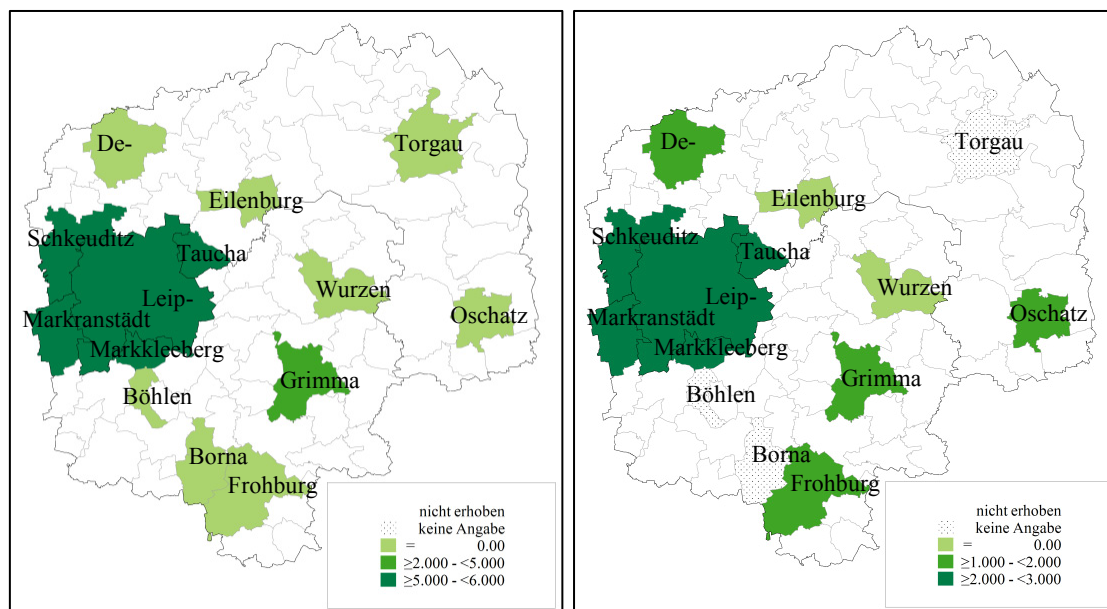 De-
Torgau
Eilenburg
Schkeuditz
Taucha
Leip-
Wurzen
Markranstädt
Oschatz
Markkleeberg
Grimma
Böhlen
Borna
Frohburg
nicht erhoben
keine Angabe
= 0.00
≥2.000 - <5.000
≥5.000 - <6.000
De-
Torgau
Eilenburg
Schkeuditz
Taucha
Leip-
Wurzen
Markranstädt
Oschatz
Markkleeberg
Grimma
Böhlen
Borna
Frohburg
nicht erhoben
keine Angabe
= 0.00
≥1.000 - <2.000
≥2.000 - <3.000